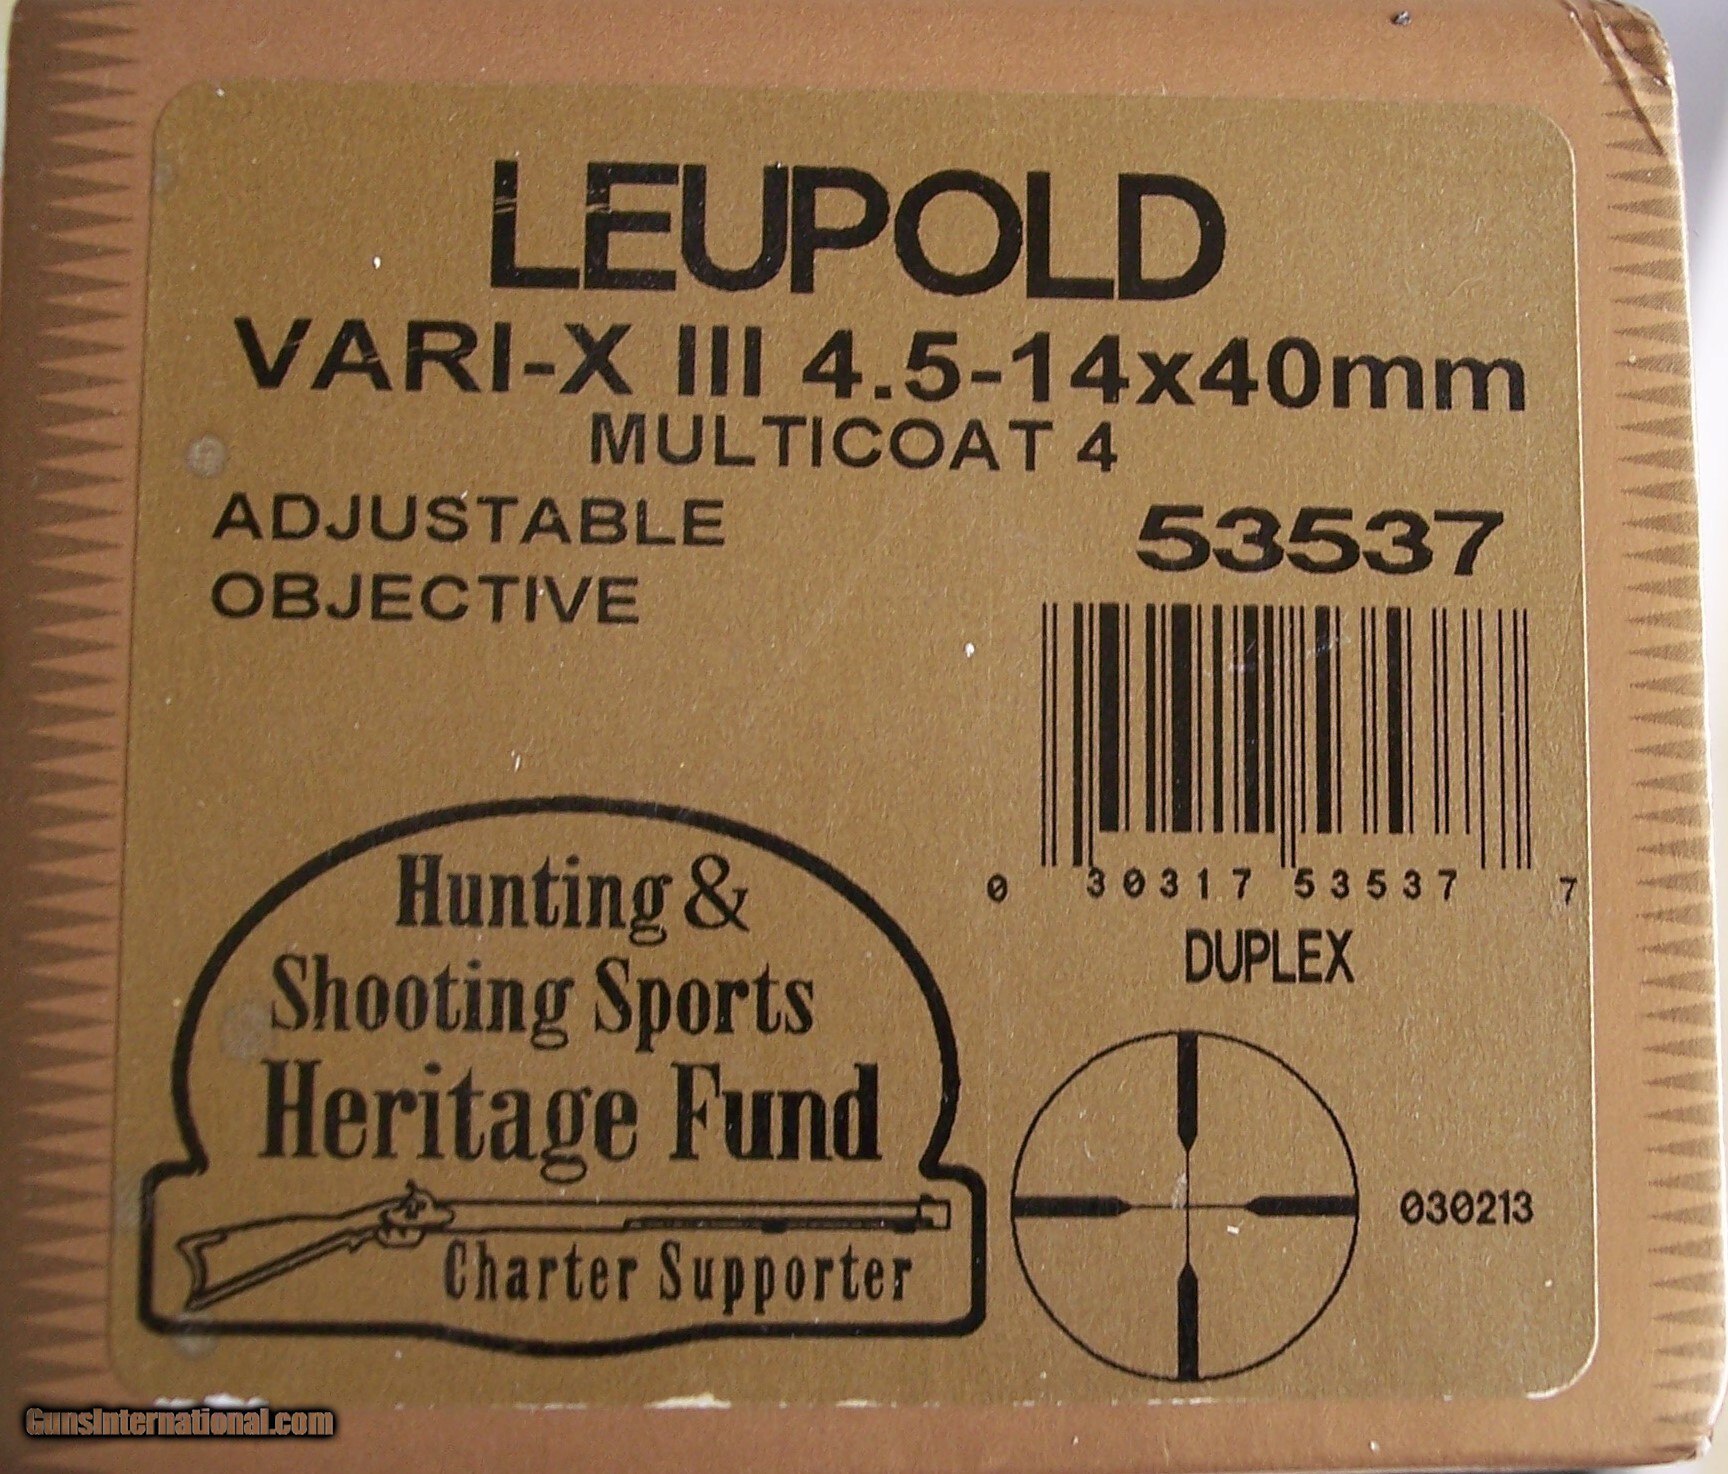 LEUPOLD
VARI-X III 4.5-14x40mm
MULTICOAT 4
ADJUSTABLE
OBJECTIVE
53537
0 30317 53537 7
DUPLEX
Hunting &
Shooting Sports
Heritage Fund
Charter Supporter
030213
GunsInternational.com